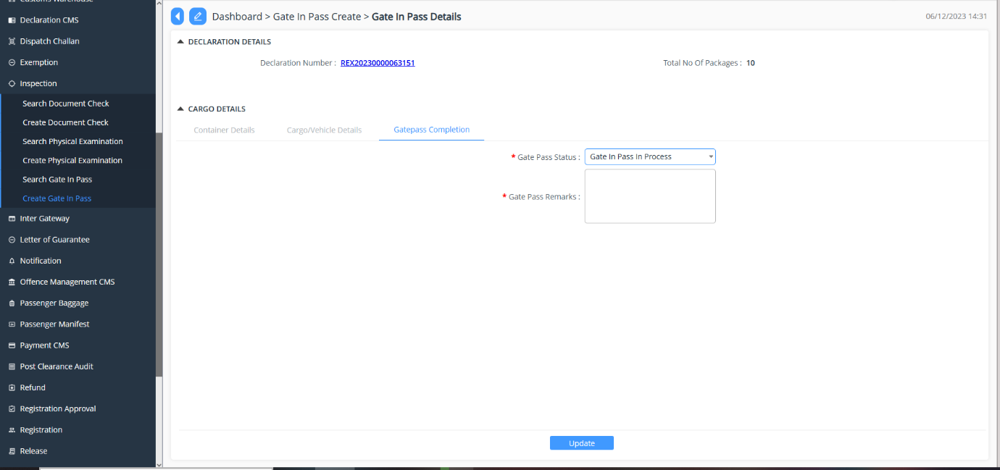 Customs Warehouse
Declaration CMS
Dispatch Challan
Exemption
Inspection
Search Document Check
Create Document Check
Search Physical Examination
Create Physical Examination
Search Gate In Pass
Create Gate In Pass
Inter Gateway
Letter of Guarantee
Notification
Offence Management CMS
Passenger Baggage
Passenger Manifest
Payment CMS
Post Clearance Audit
Refund
Registration Approval
Registration
Release
Dashboard > Gate In Pass Create > Gate In Pass Details
06/12/2023 14:31
DECLARATION DETAILS
Declaration Number : REX20230000063151
Total No Of Packages : 10
CARGO DETAILS
Container Details Cargo/Vehicle Details Gatepass Completion
* Gate Pass Status : Gate In Pass In Process
* Gate Pass Remarks :
Update